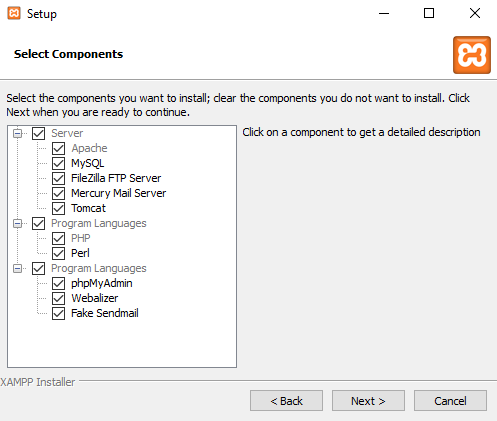 Setup
Select Components
Select the components you want to install; clear the components you do not want to install. Click
Next when you are ready to continue.
Server
Apache
MySQL
FileZilla FTP Server
Mercury Mail Server
Tomcat
Program Languages
PHP
Perl
Program Languages
phpMyAdmin
Webalizer
Fake Sendmail
Click on a component to get a detailed description
XAMPP Installer
< Back
Next >
Cancel